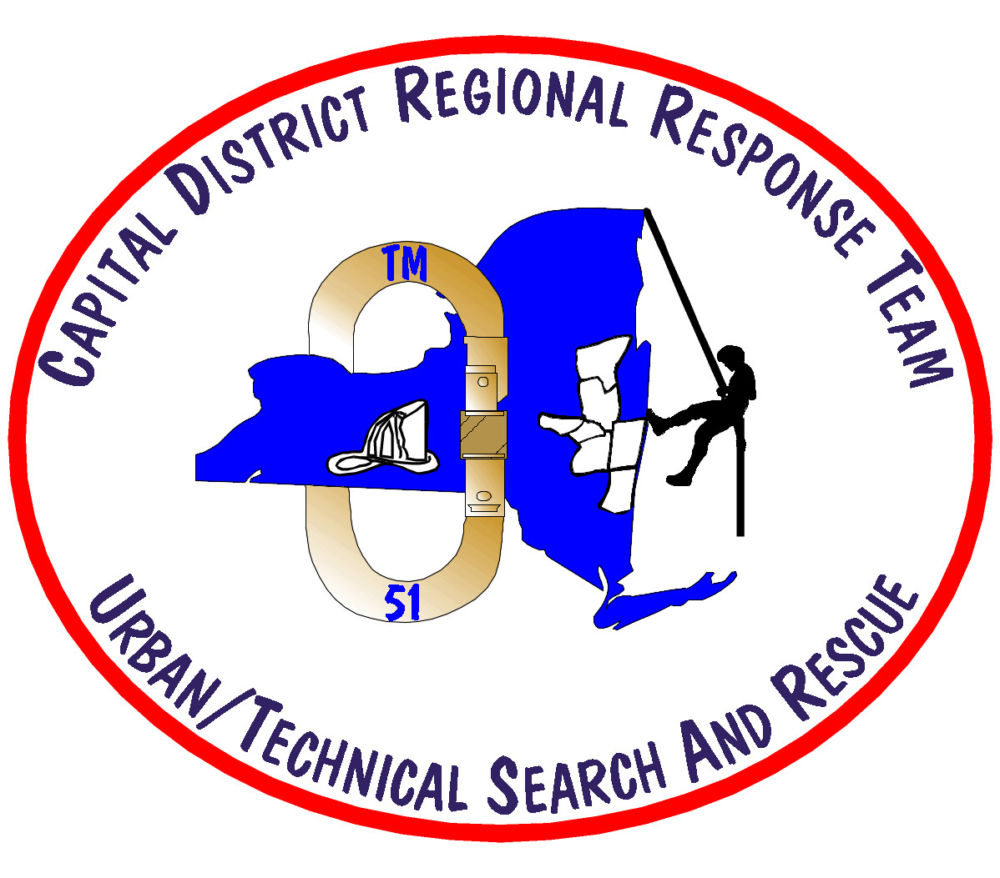 CAPITAL DISTRICT REGIONAL RESPONSE TEAM
TM
51
URBAN/TECHNICAL SEARCH AND RESCUE